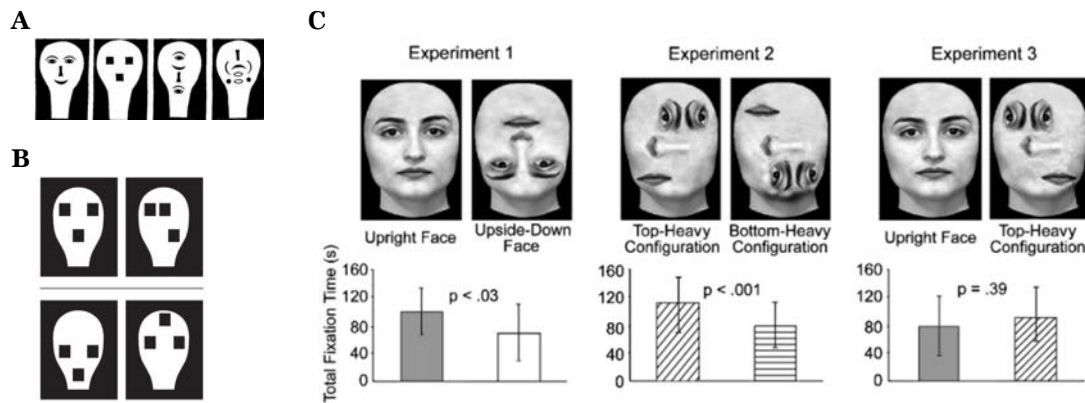 A
B
C
Experiment 1
Experiment 2
Experiment 3
Upright Face
Upside-Down
Face
Top-Heavy
Configuration
Bottom-Heavy
Configuration
Upright Face
Top-Heavy
Configuration
Total Fixation Time (s)
160
120
80
40
0
p < .03
160
120
80
40
0
p < .001
160
120
80
40
0
p = .39